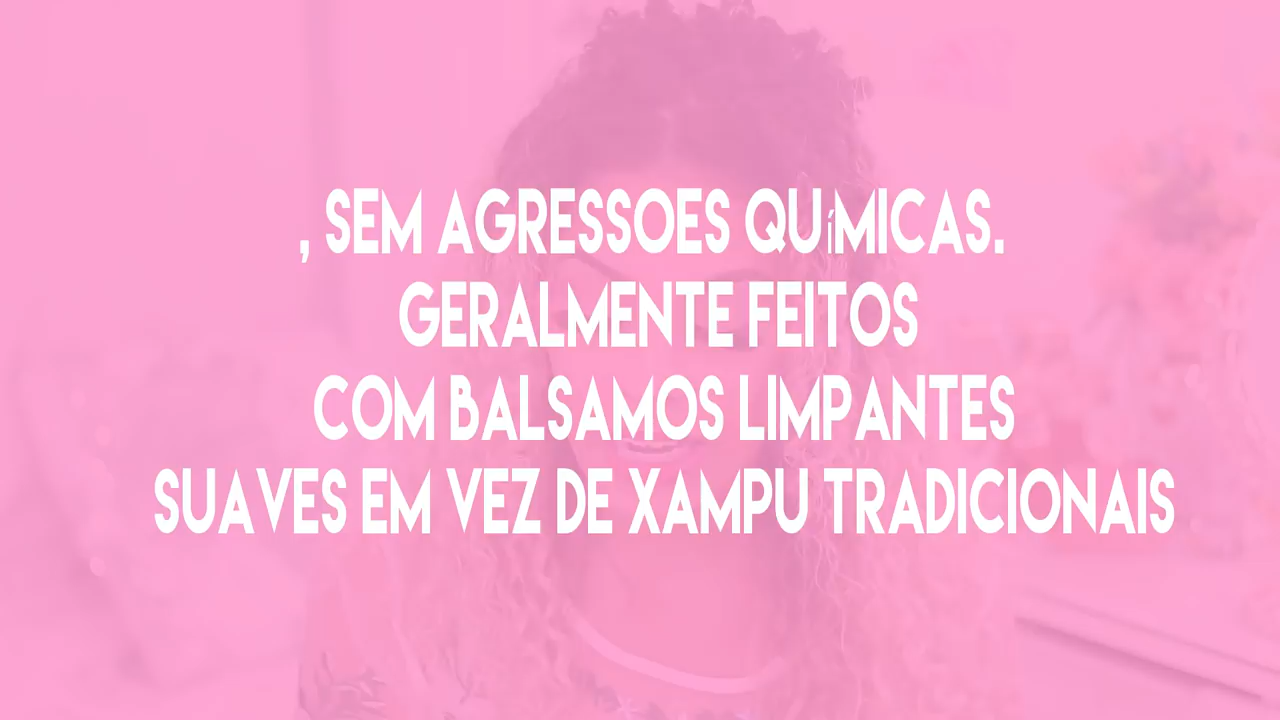 , SEM AGRESSOES QUíMICAS.
GERALMENTE FEITOS
COM BALSAMOS LIMPANTES
SUAVES EM VEZ DE XAMPU TRADICIONAIS